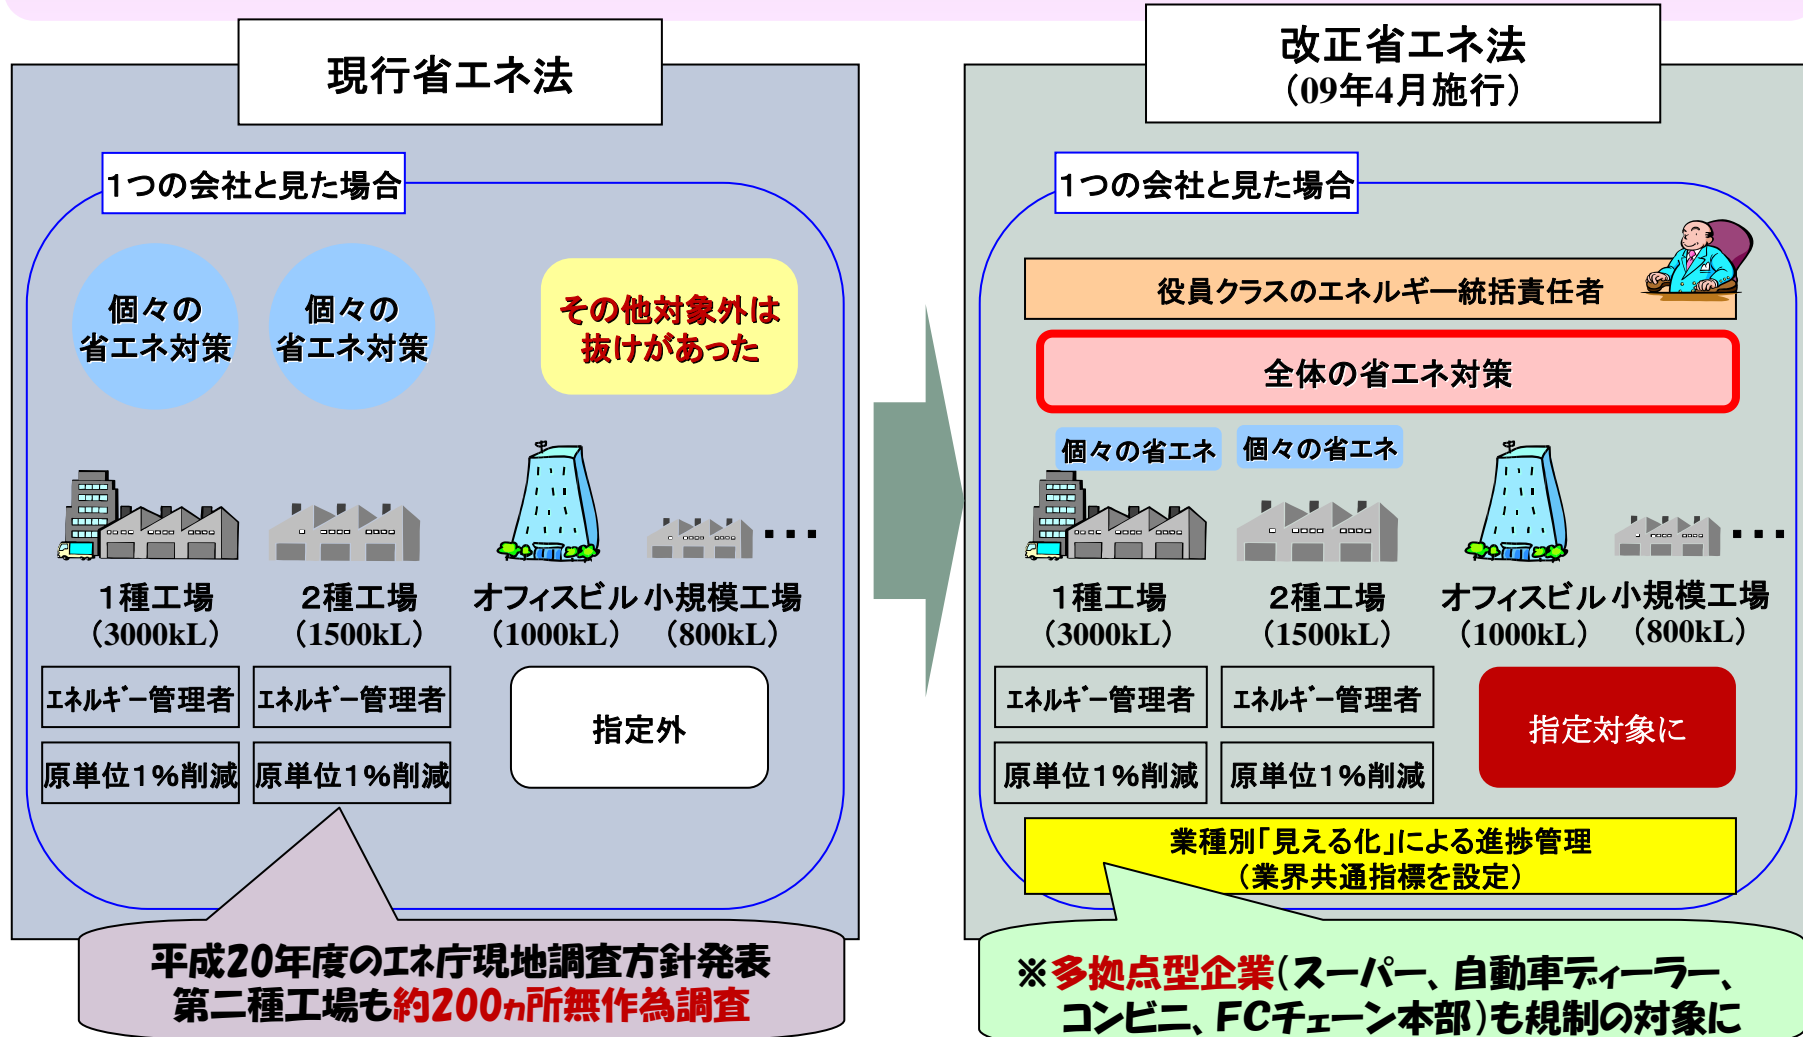 現行省エネ法
1つの会社と見た場合
個々の
省エネ対策
個々の
省エネ対策
その他対象外は
抜けがあった
1種工場
（3000kL）
2種工場
（1500kL）
オフィスビル
（1000kL）
小規模工場
（800kL）
・・・
ｴﾈﾙｷﾞｰ管理者
ｴﾈﾙｷﾞｰ管理者
指定外
原単位1%削減
原単位1%削減
平成20年度のエネ庁現地調査方針発表
第二種工場も約200ヵ所無作為調査
改正省エネ法
（09年4月施行）
1つの会社と見た場合
役員クラスのエネルギー統括責任者
全体の省エネ対策
個々の省エネ
個々の省エネ
1種工場
（3000kL）
2種工場
（1500kL）
オフィスビル
（1000kL）
小規模工場
（800kL）
・・・
ｴﾈﾙｷﾞｰ管理者
ｴﾈﾙｷﾞｰ管理者
指定対象に
原単位1%削減
原単位1%削減
業種別「見える化」による進捗管理
（業界共通指標を設定）
※多拠点型企業（スーパー、自動車ディーラー、
コンビニ、FCチェーン本部）も規制の対象に